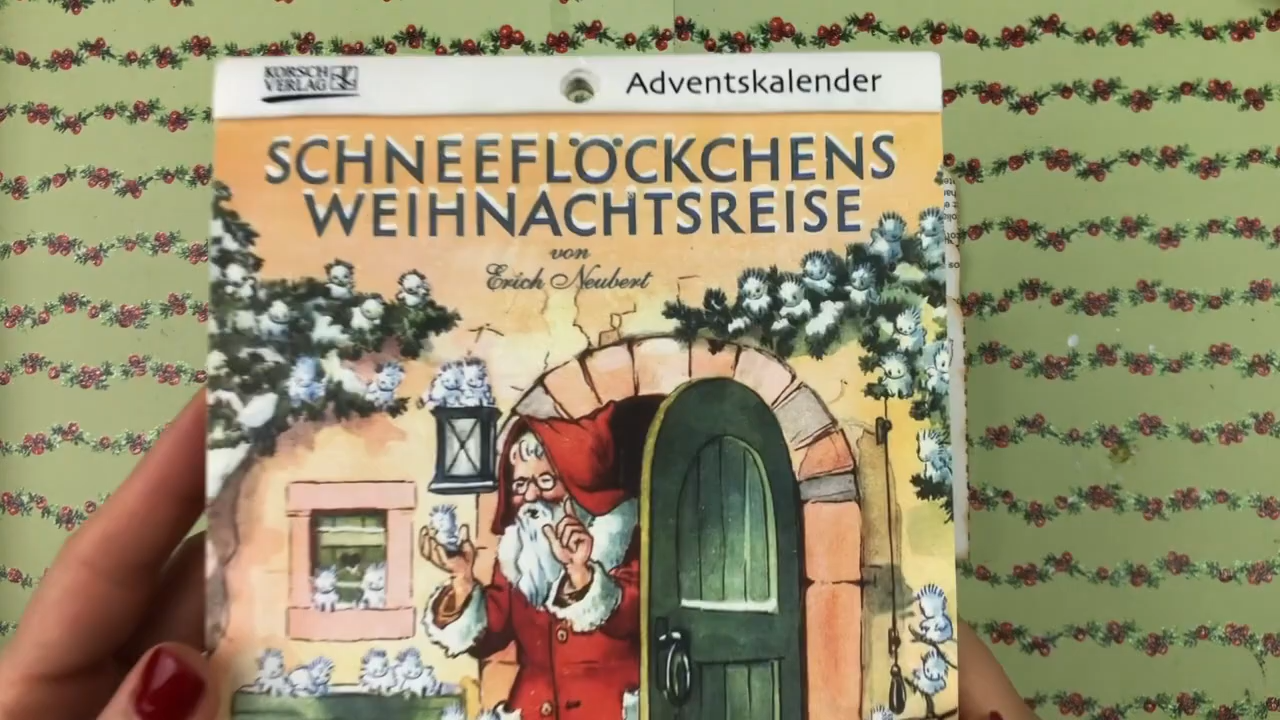 KORSCH
VERLAG
Adventskalender
SCHNEEFLÖCKCHENS
WEIHNACHTSREISE
von
Erich Neubert